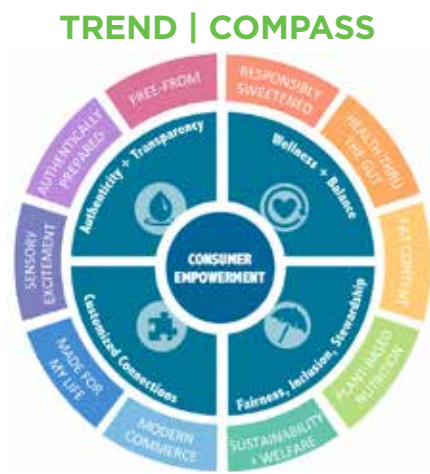 TREND | COMPASS
FREE-FROM
RESPONSIBLY
SWEETENED
HEALTH THRU
THE GUT
FAT CONTENT
PLANT-BASED
NUTRITION
SUSTAINABILITY
+ WELFARE
MODERN
COMMERCE
MADE FOR
MY LIFE
SENSORY
EXCITEMENT
AUTHENTICALLY
PREPARED
Authenticity + Transparency
Wellness + Balance
Fairness, Inclusion, Stewardship
Customized Connections
CONSUMER
EMPOWERMENT